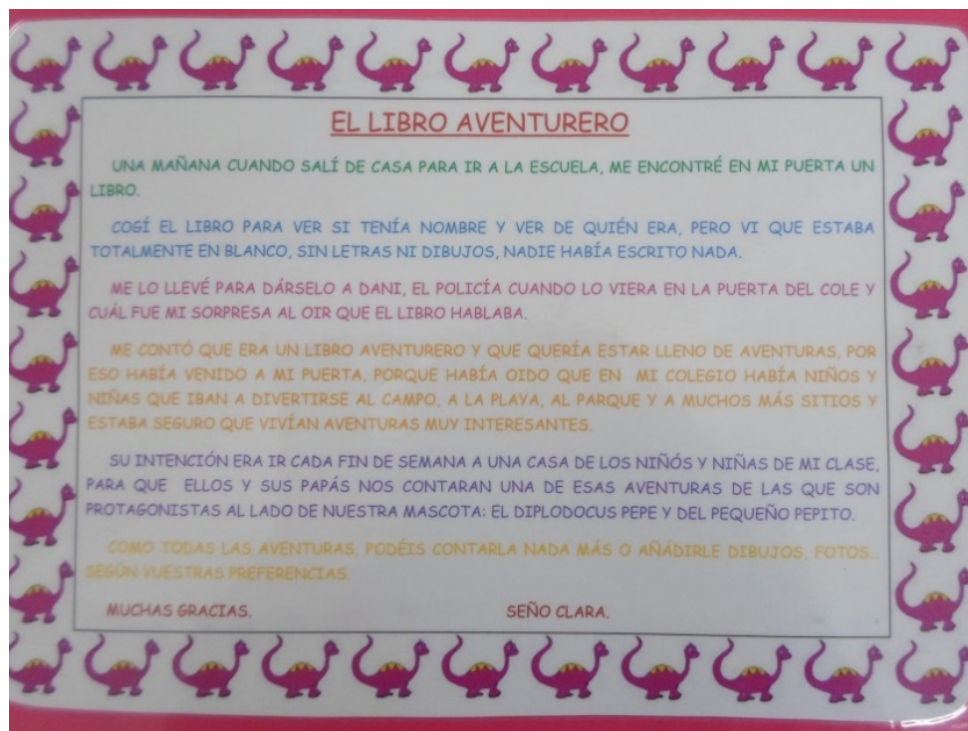 EL LIBRO AVENTURERO
UNA MAÑANA CUANDO SALÍ DE CASA PARA IR A LA ESCUELA, ME ENCONTRÉ EN MI PUERTA UN
LIBRO.
COGÍ EL LIBRO PARA VER SI TENÍA NOMBRE Y VER DE QUIÉN ERA, PERO VI QUE ESTABA
TOTALMENTE EN BLANCO, SIN LETRAS NI DIBUJOS, NADIE HABÍA ESCRITO NADA.
ME LO LLEVÉ PARA DÁRSELO A DANI, EL POLICÍA CUANDO LO VIERA EN LA PUERTA DEL COLE Y
CUÁL FUE MI SORPRESA AL OIR QUE EL LIBRO HABLABA.
ME CONTÓ QUE ERA UN LIBRO AVENTURERO Y QUE QUERÍA ESTAR LLENO DE AVENTURAS, POR
ESO HABÍA VENIDO A MI PUERTA, PORQUE HABÍA OIDO QUE EN MI COLEGIO HABÍA NIÑOS Y
NIÑAS QUE IBAN A DIVERTIRSE AL CAMPO, A LA PLAYA, AL PARQUE Y A MUCHOS MÁS SITIOS Y
ESTABA SEGURO QUE VIVÍAN AVENTURAS MUY INTERESANTES.
SU INTENCIÓN ERA IR CADA FIN DE SEMANA A UNA CASA DE LOS NIÑÓS Y NIÑAS DE MI CLASE,
PARA QUE ELLOS Y SUS PAPÁS NOS CONTARAN UNA DE ESAS AVENTURAS DE LAS QUE SON
PROTAGONISTAS AL LADO DE NUESTRA MASCOTA: EL DIPLODOCUS PEPE Y DEL PEQUEÑO PEPITO.
COMO TODAS LAS AVENTURAS, PODÉIS CONTARLA NADA MÁS O AÑÁDIRLE DIBUJOS, FOTOS...
SEGÚN VUESTRAS PREFERENCIAS.
MUCHAS GRACIAS. SEÑO CLARA.